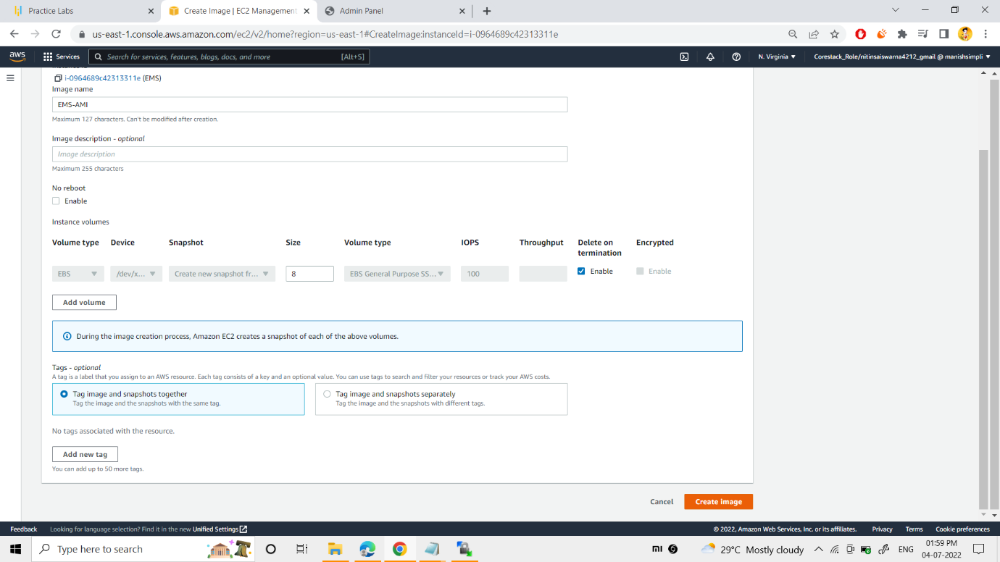 Practice Labs
Create Image | EC2 Management
Admin Panel
us-east-1.console.aws.amazon.com/ec2/v2/home?region=us-east-1#CreateImage:instanceId=i-0964689c42313311e
aws
Services
Search for services, features, blogs, docs, and more
[Alt+S]
N. Virginia
Corestack_Role/nitinsaiswarna4212_gmail @ manishsimpli
i-0964689c42313311e (EMS)
Image name
EMS-AMI
Maximum 127 characters. Can't be modified after creation.
Image description - optional
Image description
Maximum 255 characters
No reboot
Enable
Instance volumes
Volume type Device Snapshot Size Volume type IOPS Throughput Delete on termination Encrypted
EBS /dev/x... Create new snapshot fr... 8 EBS General Purpose SS... 100 Enable Enable
Add volume
During the image creation process, Amazon EC2 creates a snapshot of each of the above volumes.
Tags - optional
A tag is a label that you assign to an AWS resource. Each tag consists of a key and an optional value. You can use tags to search and filter your resources or track your AWS costs.
Tag image and snapshots together
Tag the image and the snapshots with the same tag.
Tag image and snapshots separately
Tag the image and the snapshots with different tags.
No tags associated with the resource.
Add new tag
You can add up to 50 more tags.
Cancel
Create image
Feedback
Looking for language selection? Find it in the new Unified Settings
© 2022, Amazon Web Services, Inc. or its affiliates.
Privacy
Terms
Cookie preferences
Type here to search
29°C Mostly cloudy
ENG
01:59 PM
04-07-2022